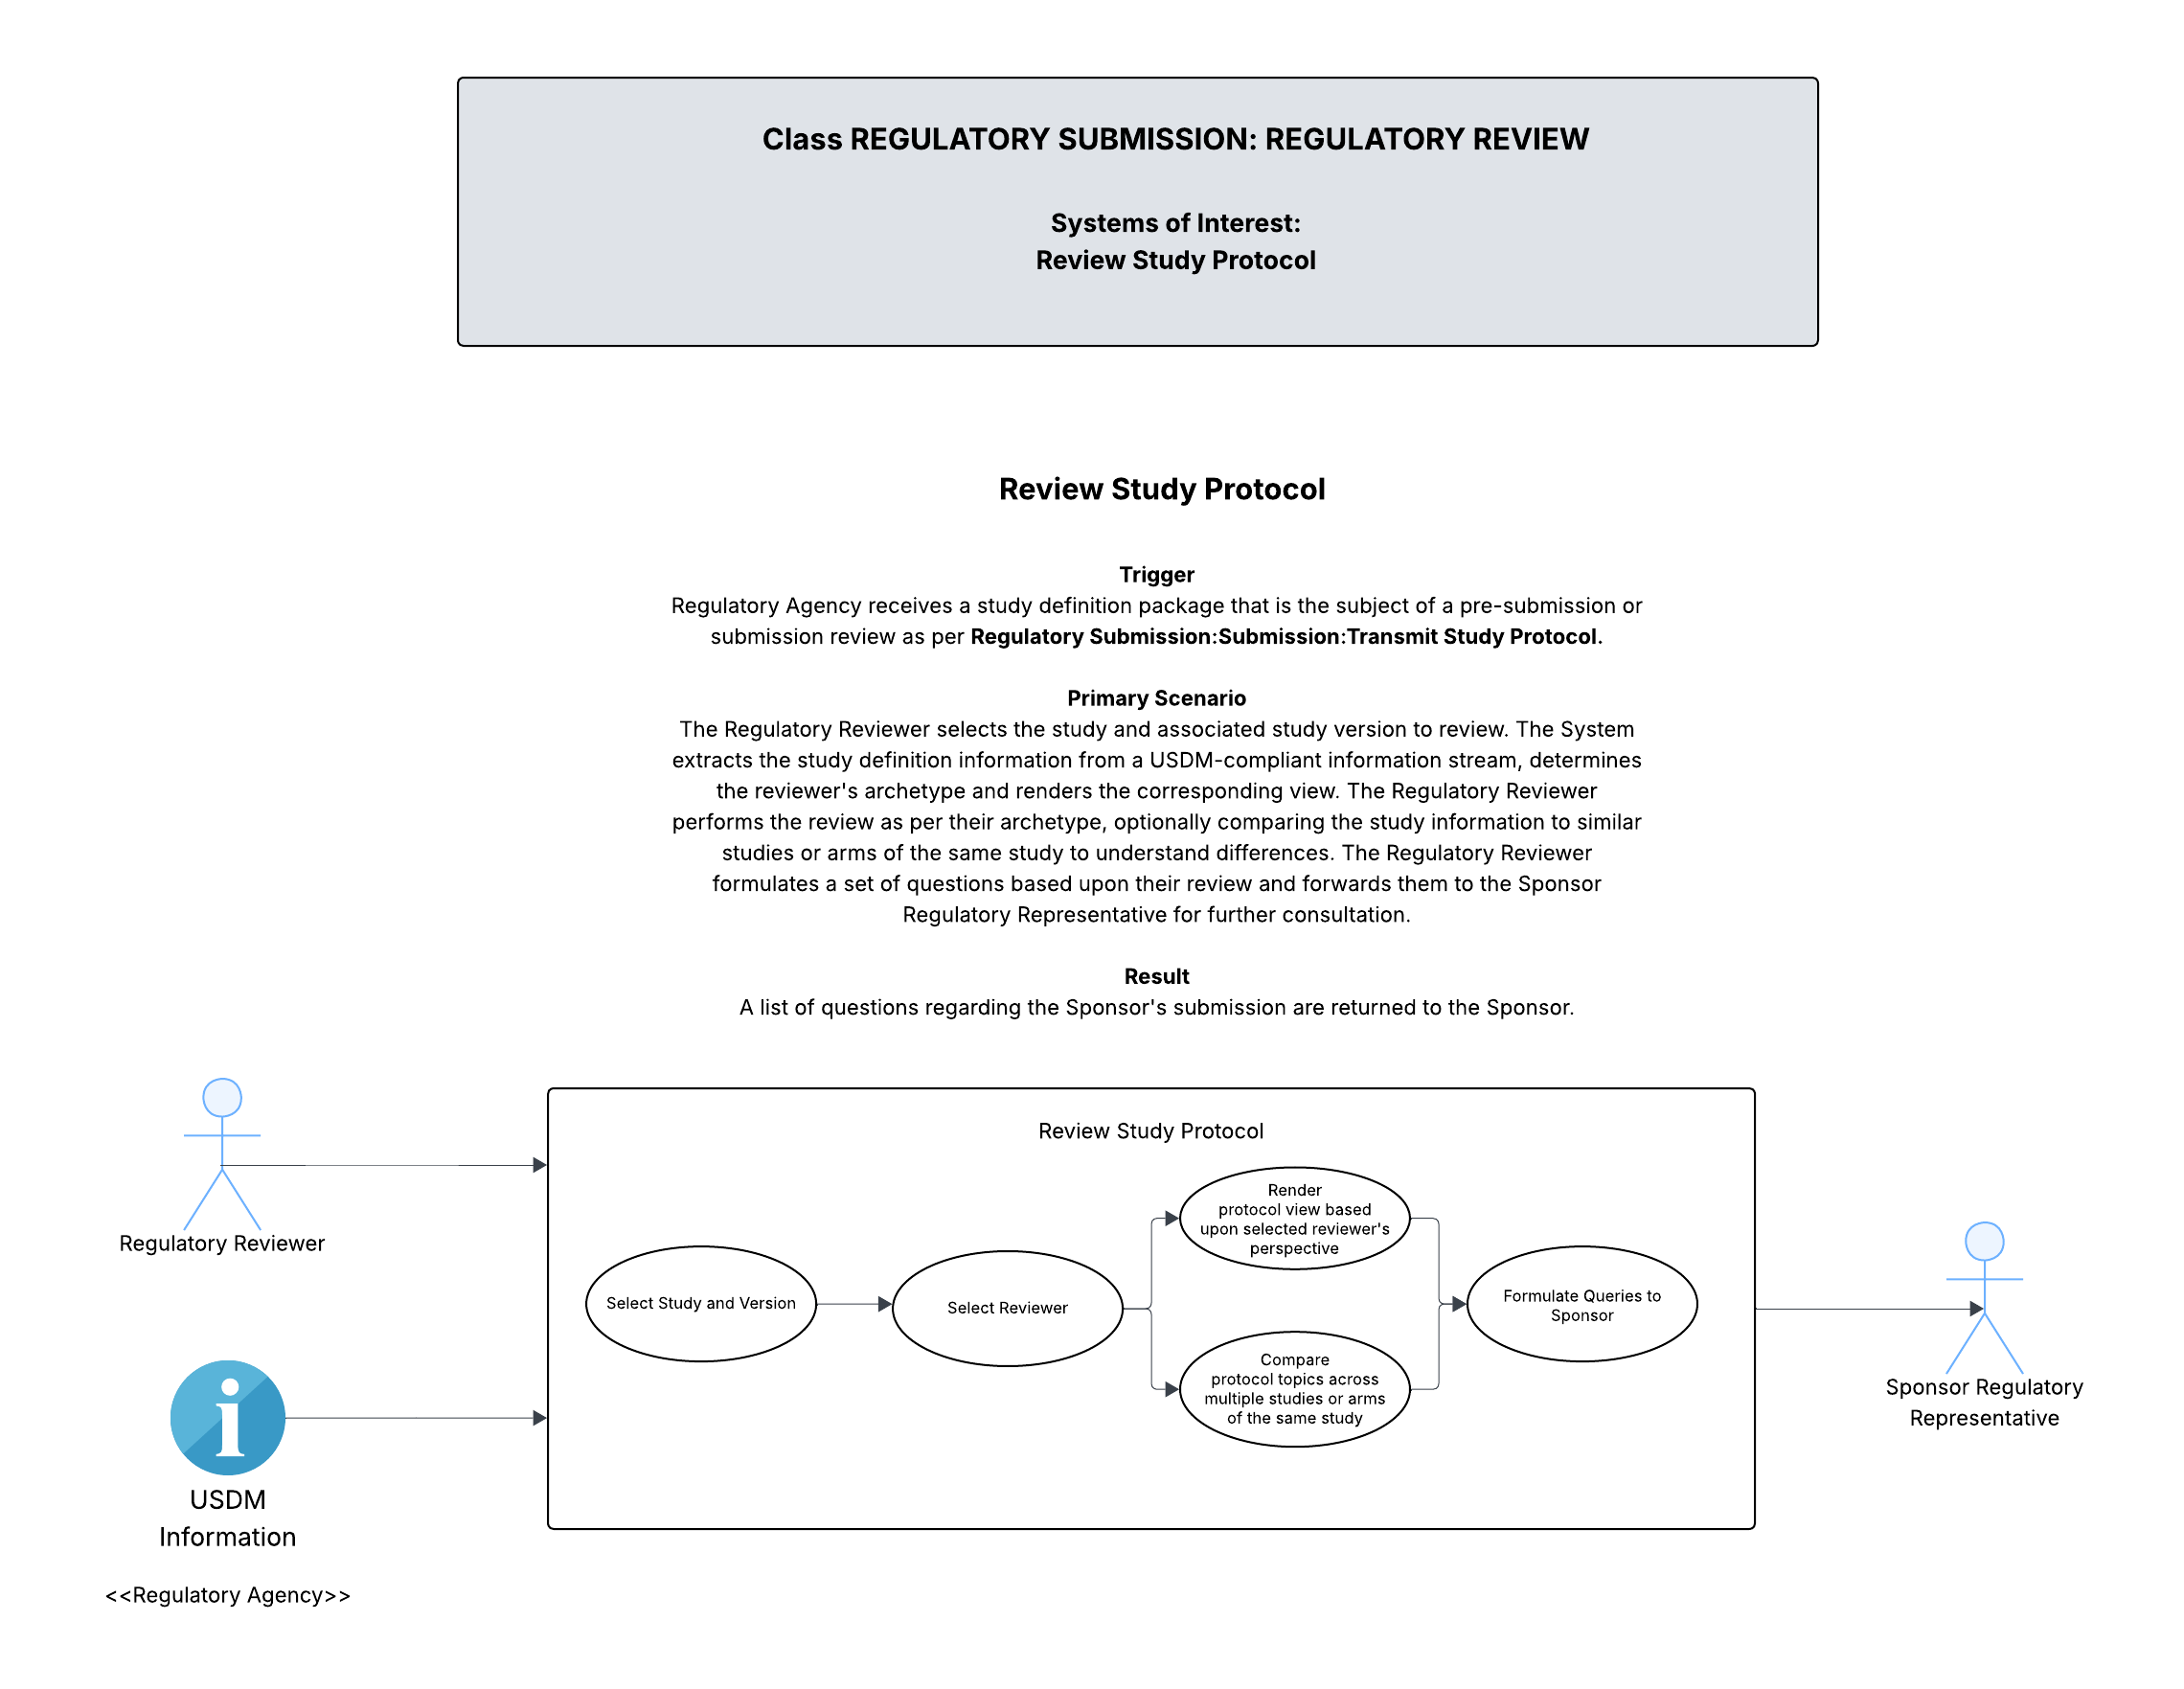 Class REGULATORY SUBMISSION: REGULATORY REVIEW
Systems of Interest:
Review Study Protocol
Review Study Protocol
Trigger
Regulatory Agency receives a study definition package that is the subject of a pre-submission or
submission review as per Regulatory Submission:Submission:Transmit Study Protocol.
Primary Scenario
The Regulatory Reviewer selects the study and associated study version to review. The System
extracts the study definition information from a USDM-compliant information stream, determines
the reviewer's archetype and renders the corresponding view. The Regulatory Reviewer
performs the review as per their archetype, optionally comparing the study information to similar
studies or arms of the same study to understand differences. The Regulatory Reviewer
formulates a set of questions based upon their review and forwards them to the Sponsor
Regulatory Representative for further consultation.
Result
A list of questions regarding the Sponsor's submission are returned to the Sponsor.
Regulatory Reviewer
USDM
Information
<<Regulatory Agency>>
Review Study Protocol
Select Study and Version
Select Reviewer
Render
protocol view based
upon selected reviewer's
perspective
Compare
protocol topics across
multiple studies or arms
of the same study
Formulate Queries to
Sponsor
Sponsor Regulatory
Representative